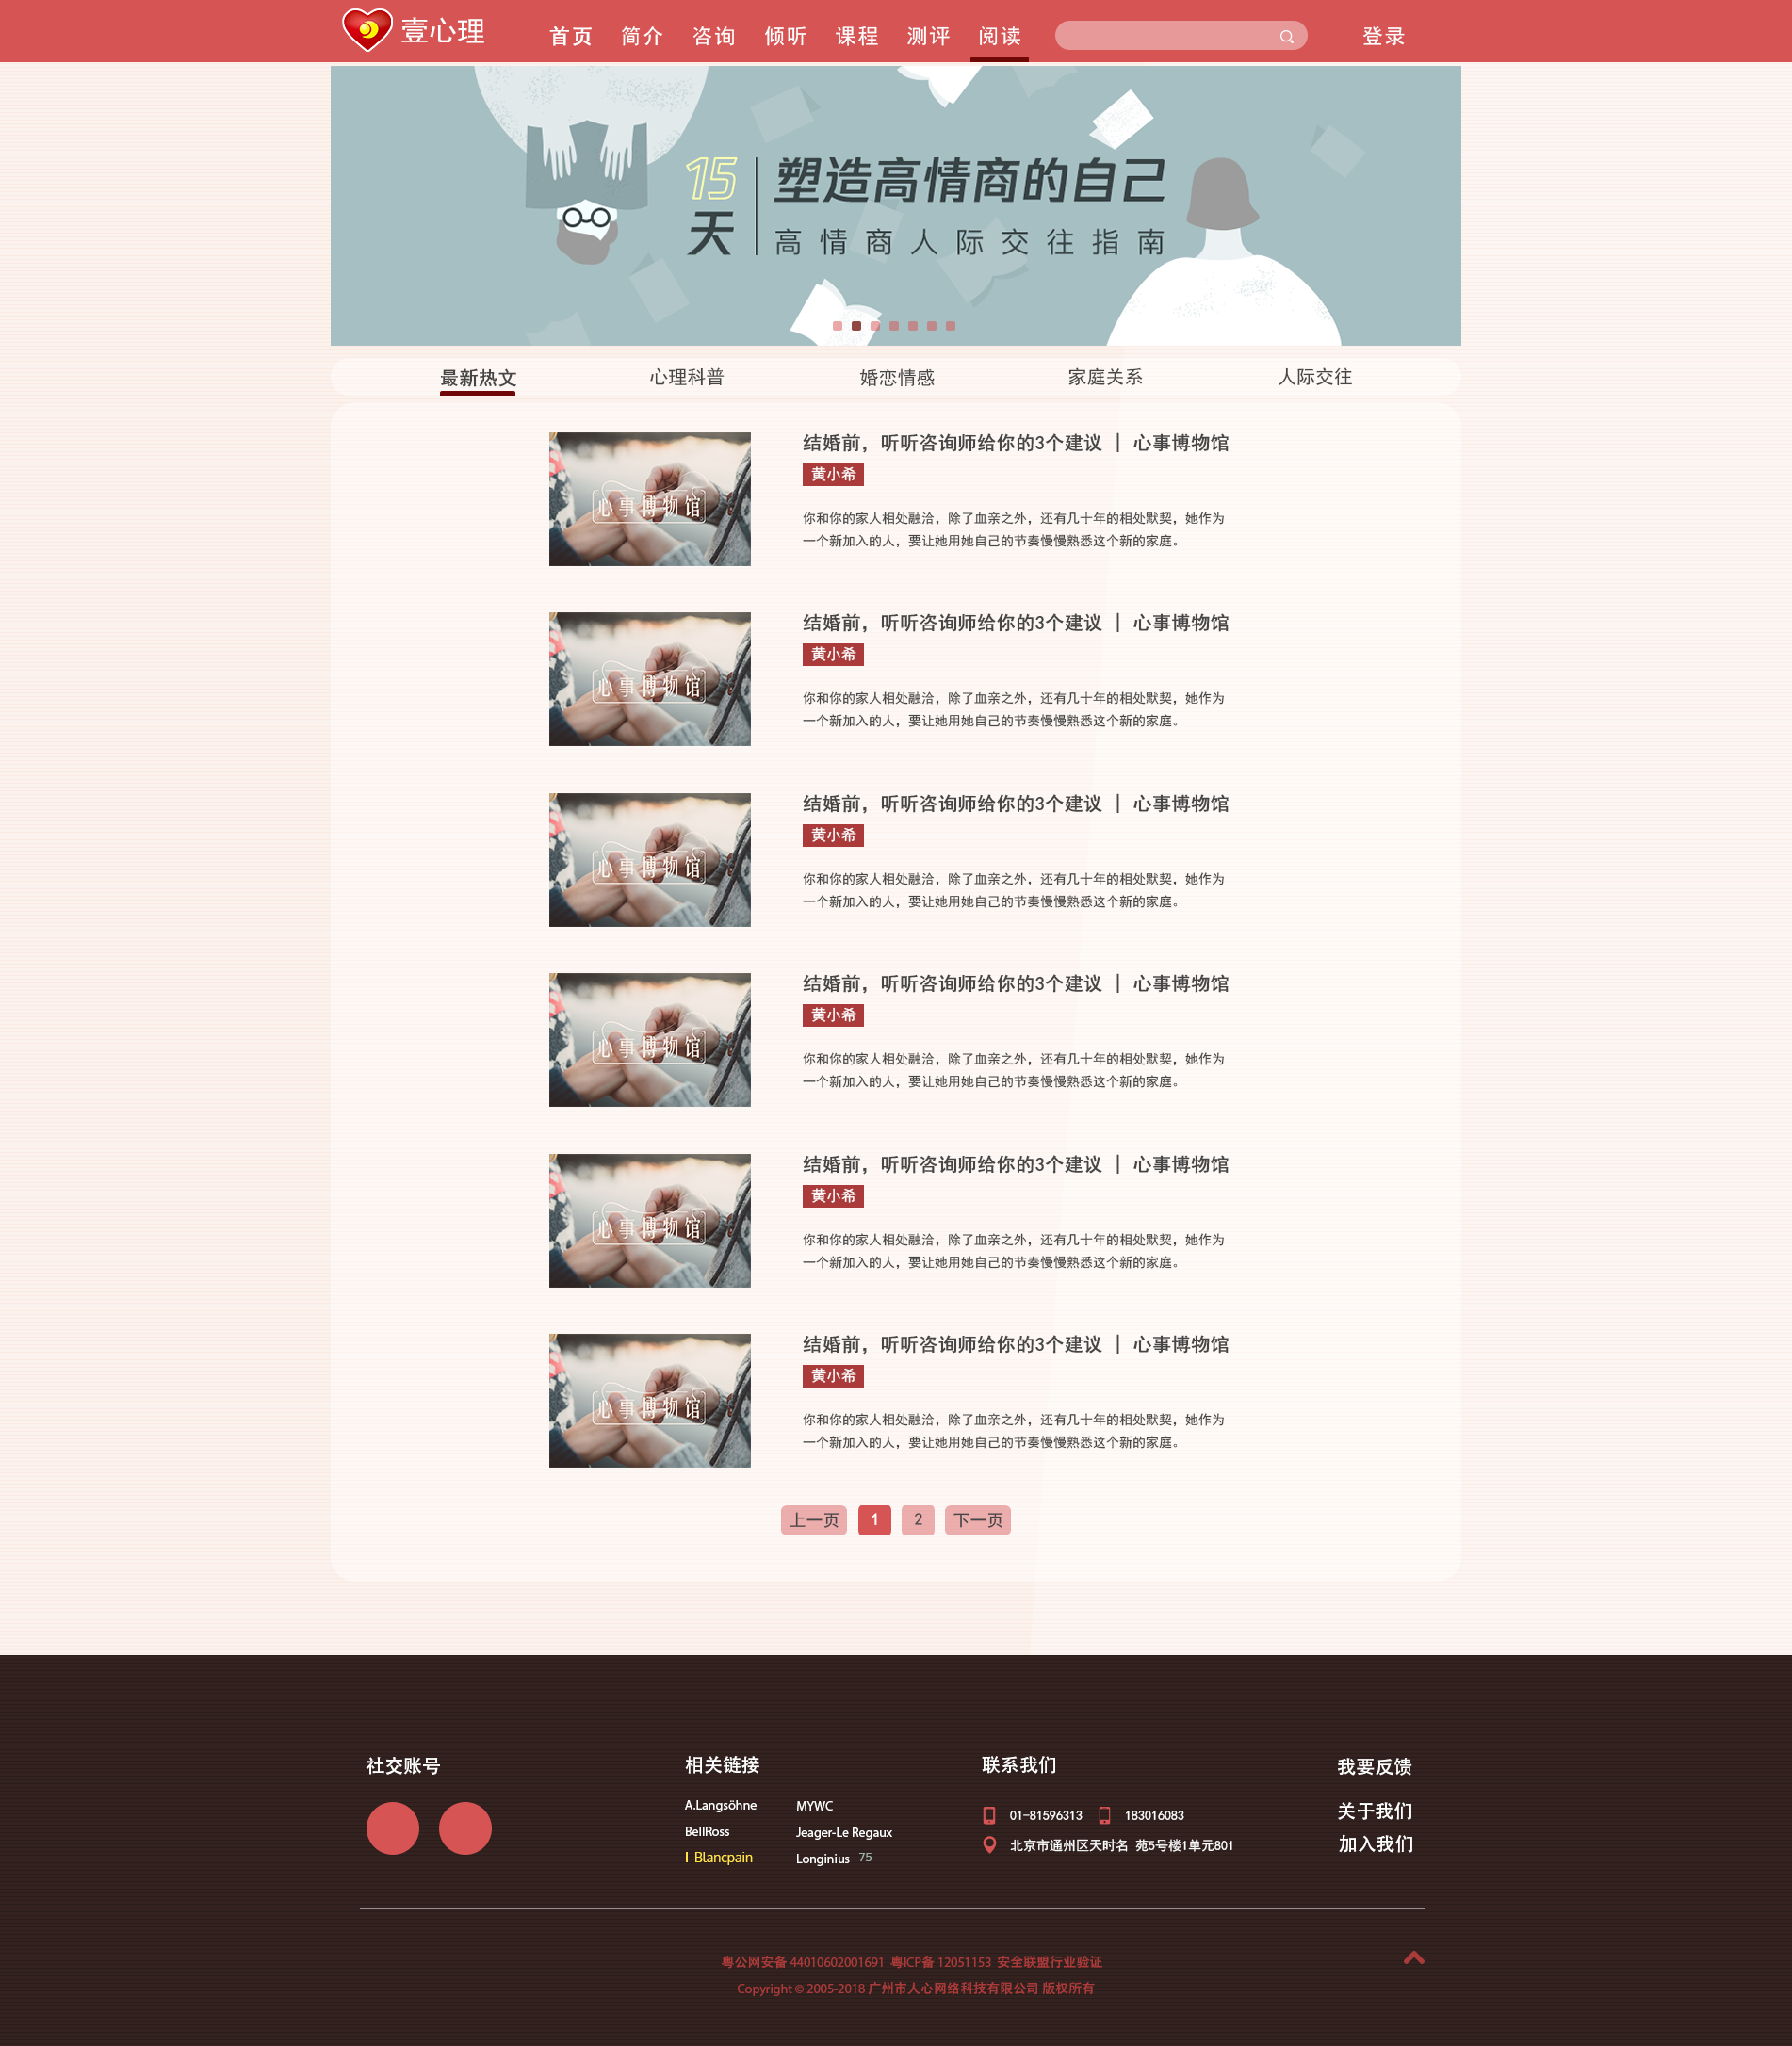 壹心理
首页 简介 咨询 倾听 课程 测评 阅读 登录
15天
塑造高情商的自己
高情商人际交往指南
最新热文 心理科普 婚恋情感 家庭关系 人际交往
心事博物馆
结婚前，听听咨询师给你的3个建议 | 心事博物馆
黄小希
你和你的家人相处融洽，除了血亲之外，还有几十年的相处默契，她作为
一个新加入的人，要让她用她自己的节奏慢慢熟悉这个新的家庭。
心事博物馆
结婚前，听听咨询师给你的3个建议 | 心事博物馆
黄小希
你和你的家人相处融洽，除了血亲之外，还有几十年的相处默契，她作为
一个新加入的人，要让她用她自己的节奏慢慢熟悉这个新的家庭。
心事博物馆
结婚前，听听咨询师给你的3个建议 | 心事博物馆
黄小希
你和你的家人相处融洽，除了血亲之外，还有几十年的相处默契，她作为
一个新加入的人，要让她用她自己的节奏慢慢熟悉这个新的家庭。
心事博物馆
结婚前，听听咨询师给你的3个建议 | 心事博物馆
黄小希
你和你的家人相处融洽，除了血亲之外，还有几十年的相处默契，她作为
一个新加入的人，要让她用她自己的节奏慢慢熟悉这个新的家庭。
心事博物馆
结婚前，听听咨询师给你的3个建议 | 心事博物馆
黄小希
你和你的家人相处融洽，除了血亲之外，还有几十年的相处默契，她作为
一个新加入的人，要让她用她自己的节奏慢慢熟悉这个新的家庭。
心事博物馆
结婚前，听听咨询师给你的3个建议 | 心事博物馆
黄小希
你和你的家人相处融洽，除了血亲之外，还有几十年的相处默契，她作为
一个新加入的人，要让她用她自己的节奏慢慢熟悉这个新的家庭。
上一页 1 2 下一页
社交账号
相关链接
A.Langsöhne MYWC
BellRoss Jeager-Le Regaux
Blancpain Longinius 75
联系我们
01-81596313 183016083
北京市通州区天时名 苑5号楼1单元801
我要反馈
关于我们
加入我们
粤公网安备 44010602001691 粤ICP备 12051153 安全联盟行业验证
Copyright © 2005-2018 广州市人心网络科技有限公司 版权所有